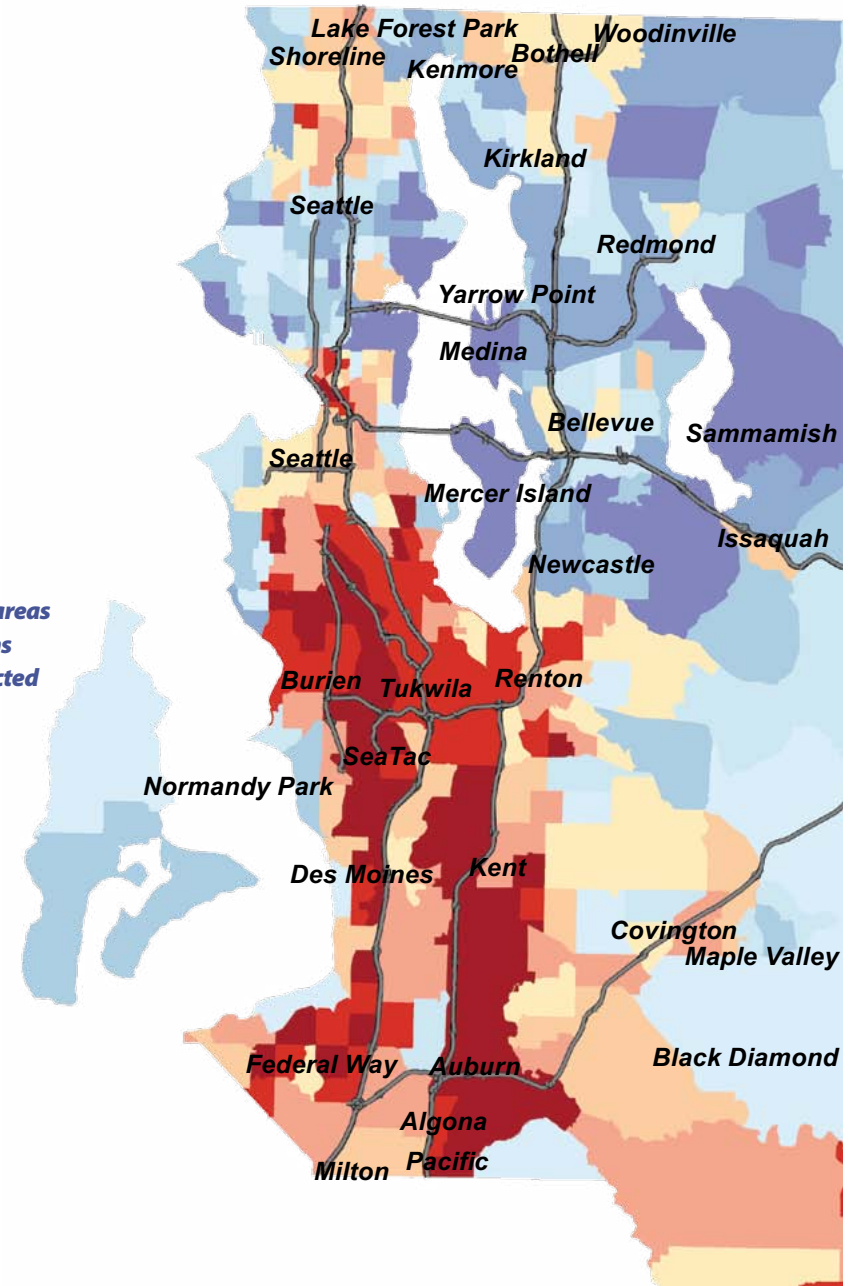 Lake Forest Park
Woodinville
Shoreline
Bothell
Kenmore
Kirkland
Seattle
Redmond
Yarrow Point
Medina
Bellevue
Sammamish
Seattle
Mercer Island
Issaquah
Newcastle
areas
Burien
Tukwila
Renton
SeaTac
Normandy Park
Des Moines
Kent
Covington
Maple Valley
Black Diamond
Federal Way
Auburn
Algona
Pacific
Milton